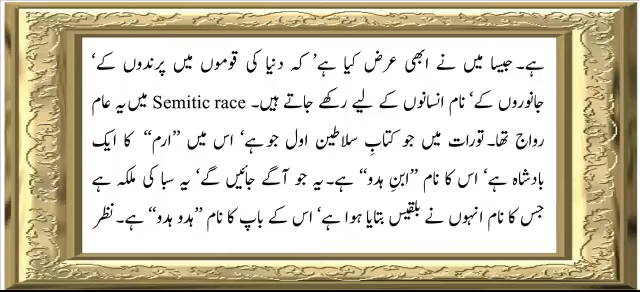 ہے۔ جیسا میں نے ابھی عرض کیا ہے‘ کہ دنیا کی قوموں میں پرندوں کے‘
جانوروں کے‘ نام انسانوں کے لیے رکھے جاتے ہیں۔ Semitic race میں یہ عام
رواج تھا۔ تورات میں جو کتابِ سلاطین اول جو ہے‘ اس میں ’’ارم‘‘ کا ایک
بادشاہ ہے‘ اس کا نام ’’ابنِ ہدو‘‘ ہے۔ یہ جو آگے جائیں گے‘ یہ سبا کی ملکہ ہے
جس کا نام انہوں نے بلقیس بتایا ہوا ہے‘ اس کے باپ کا نام ’’ہدو ہدو‘‘ ہے۔ نظر